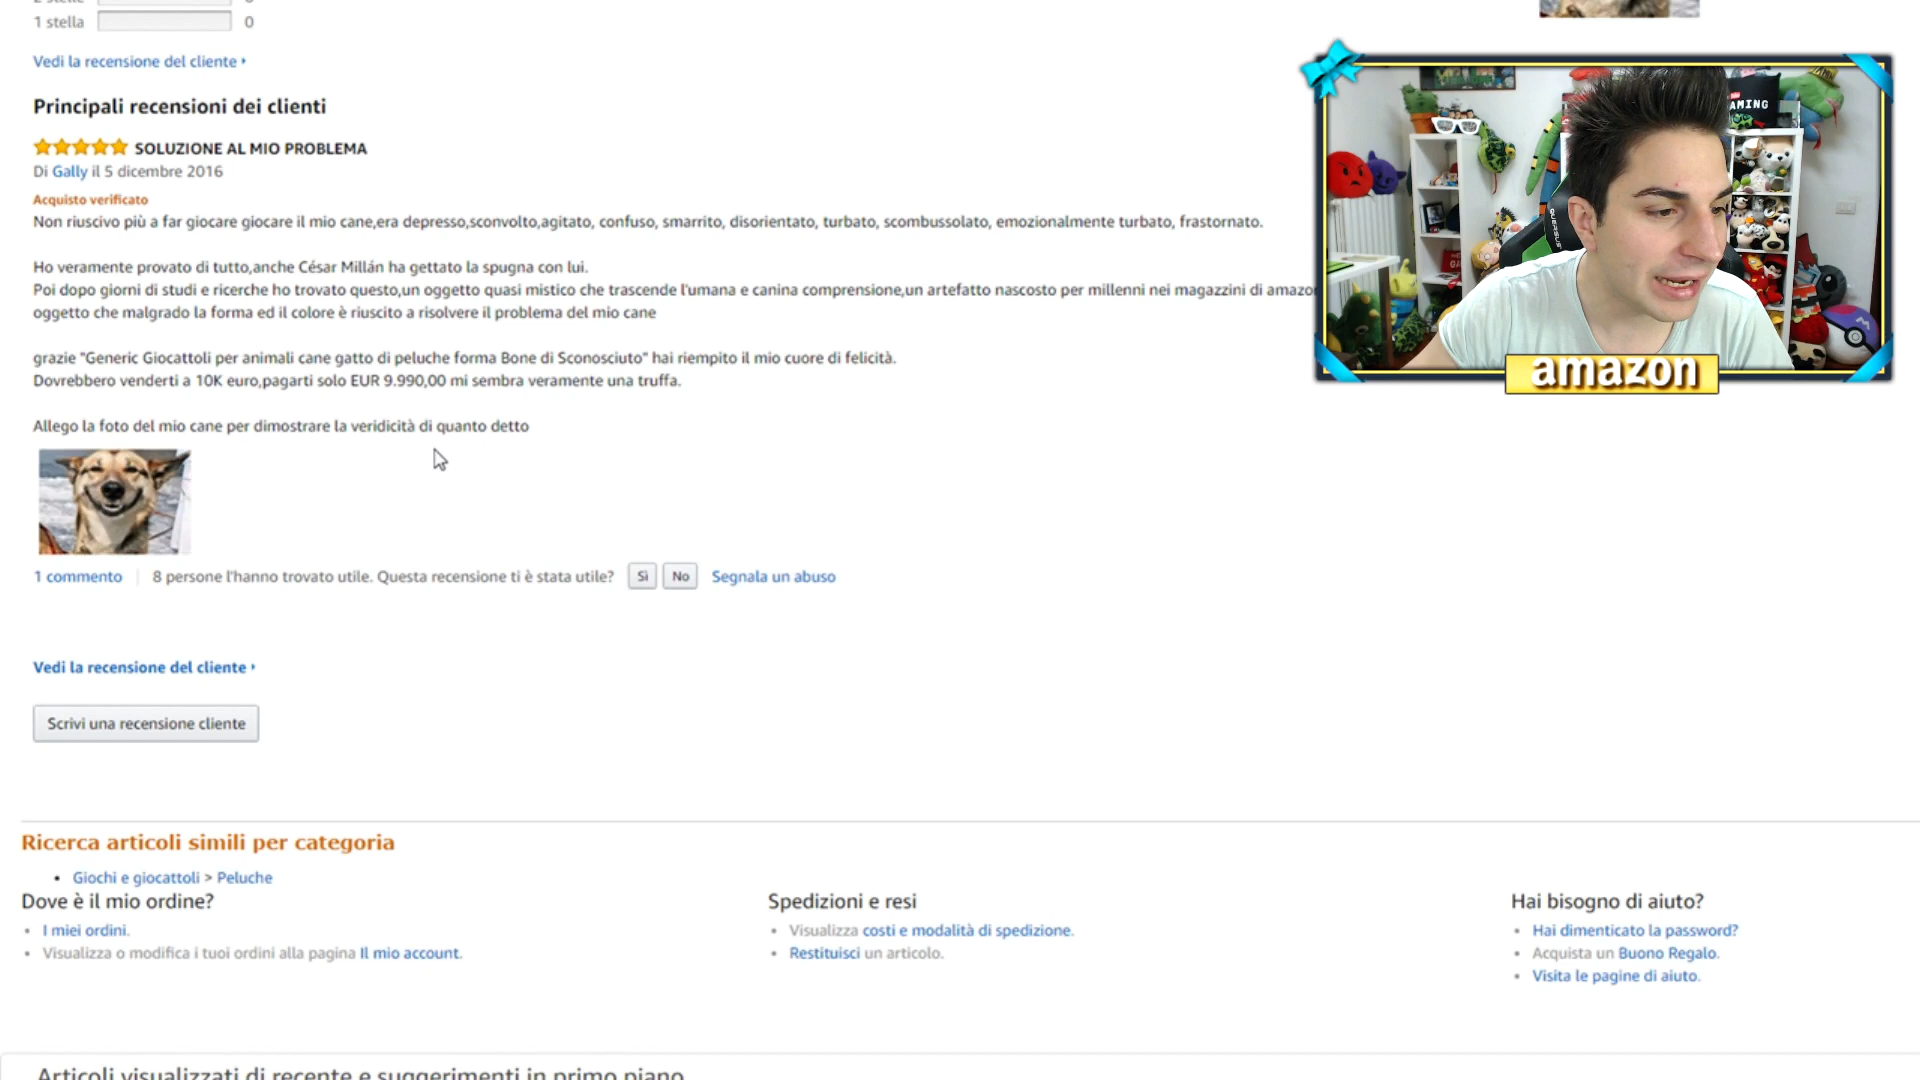 1 stella 0
Vedi la recensione del cliente
Principali recensioni dei clienti
SOLUZIONE AL MIO PROBLEMA
Di Gally il 5 dicembre 2016
Acquisto verificato
Non riuscivo più a far giocare giocare il mio cane,era depresso,sconvolto,agitato, confuso, smarrito, disorientato, turbato, scombussolato, emozionalmente turbato, frastornato.
Ho veramente provato di tutto,anche César Millán ha gettato la spugna con lui.
Poi dopo giorni di studi e ricerche ho trovato questo,un oggetto quasi mistico che trascende l'umana e canina comprensione,un artefatto nascosto per millenni nei magazzini di amazon
oggetto che malgrado la forma ed il colore è riuscito a risolvere il problema del mio cane
grazie "Generic Giocattoli per animali cane gatto di peluche forma Bone di Sconosciuto" hai riempito il mio cuore di felicità.
Dovrebbero venderti a 10K euro,pagarti solo EUR 9.990,00 mi sembra veramente una truffa.
Allego la foto del mio cane per dimostrare la veridicità di quanto detto
1 commento 8 persone l'hanno trovato utile. Questa recensione ti è stata utile? Sì No Segnala un abuso
Vedi la recensione del cliente
Scrivi una recensione cliente
AMING
amazon
Ricerca articoli simili per categoria
• Giochi e giocattoli > Peluche
Dove è il mio ordine?
• I miei ordini.
• Visualizza o modifica i tuoi ordini alla pagina Il mio account.
Spedizioni e resi
• Visualizza costi e modalità di spedizione.
• Restituisci un articolo.
Hai bisogno di aiuto?
• Hai dimenticato la password?
• Acquista un Buono Regalo.
• Visita le pagine di aiuto.
Articoli visualizzati di recente e suggerimenti in primo piano